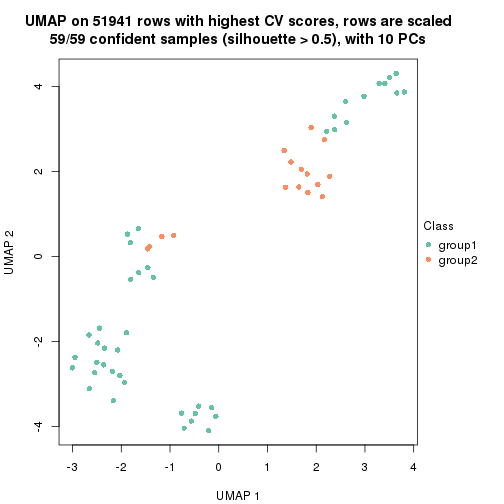 UMAP on 51941 rows with highest CV scores, rows are scaled
59/59 confident samples (silhouette > 0.5), with 10 PCs
4
2
0
-2
-4
UMAP 2
-3 -2 -1 0 1 2 3 4
UMAP 1
Class
group1
group2